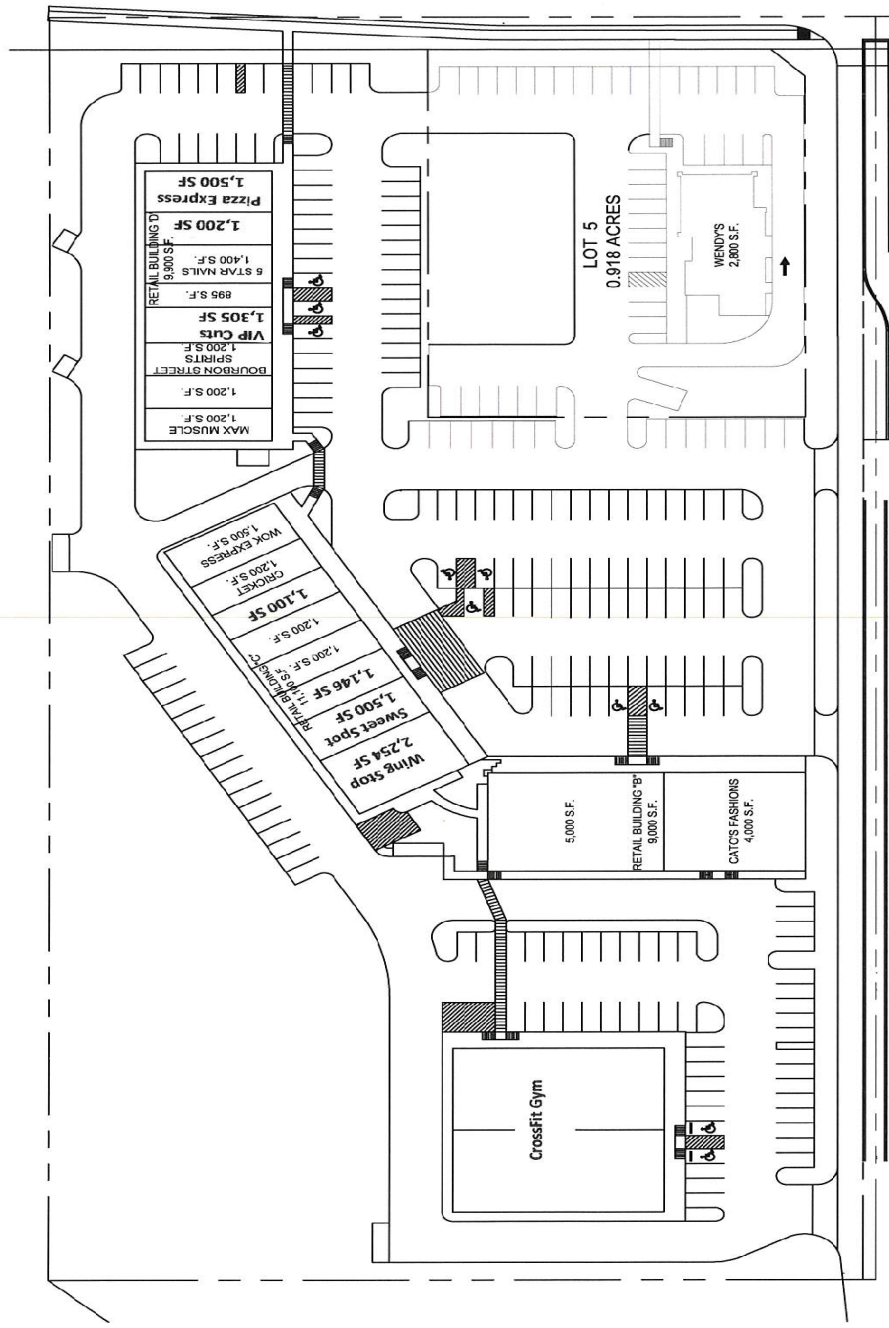 Pizza Express
1,500 SF
1,200 SF
RETAIL BUILDING "D"
9,900 S.F.
5 STAR NAILS
1,400 S.F.
895 S.F.
VIP Cuts
1,305 SF
BOURBON STREET
SPIRITS
1,200 S.F.
1,200 S.F.
MAX MUSCLE
1,200 S.F.
LOT 5
0.918 ACRES
WENDY'S
2,800 S.F.
WOK EXPRESS
1,500 S.F.
CRICKET
1,200 S.F.
1,100 SF
1,200 S.F.
RETAIL BUILDING "C"
1,146 SF
Sweet Spot
1,500 SF
Wing Stop
2,254 SF
5,000 S.F.
RETAIL BUILDING "B"
9,000 S.F.
CATO'S FASHIONS
4,000 S.F.
CrossFit Gym